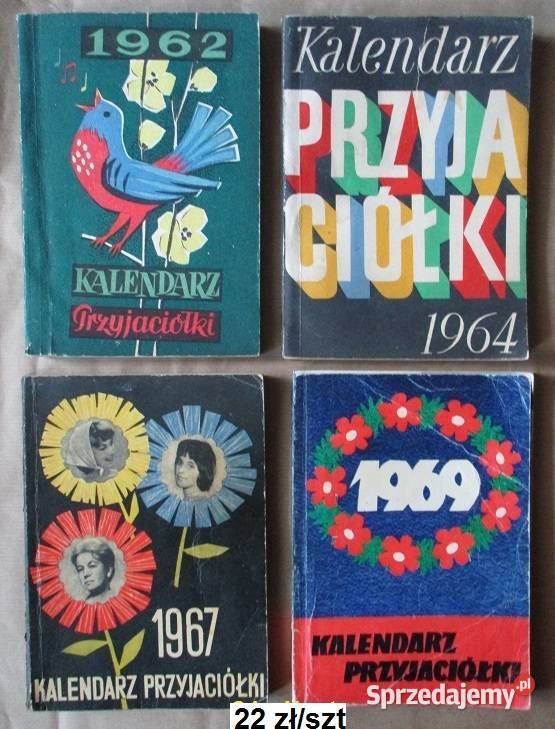 1962
KALENDARZ
Przyjaciółki
Kalendarz
PRZYJA
CIÓŁKI
1964
1967
KALENDARZ PRZYJACIÓŁKI
1969
KALENDARZ
PRZYJACIÓŁKI
Sprzedajemy.pl
22 zł/szt